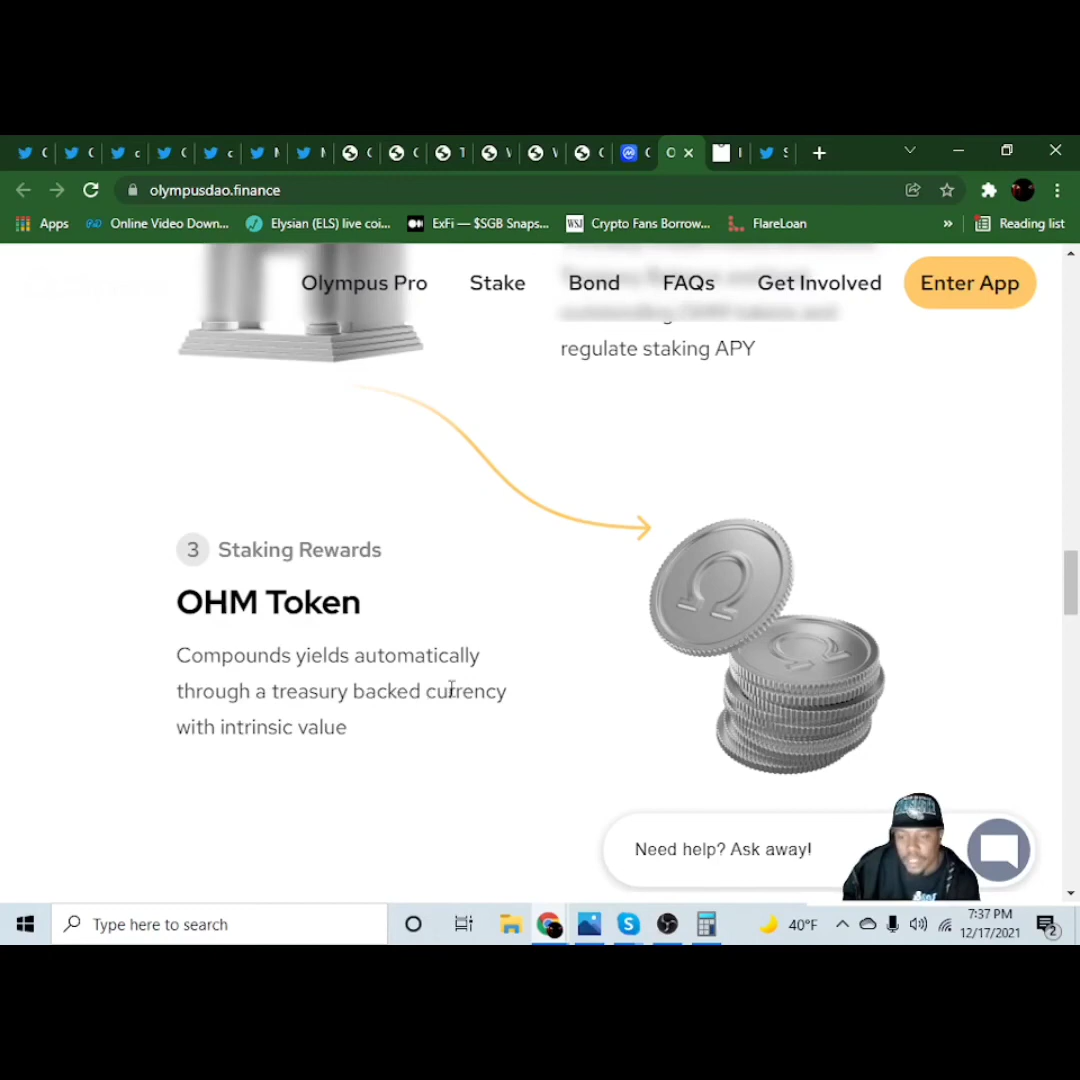 olympusdao.finance
Apps
Online Video Down...
Elysian (ELS) live coi...
ExFi — $SGB Snaps...
WSJ
Crypto Fans Borrow...
FlareLoan
»
Reading list
Olympus Pro
Stake
Bond
FAQs
Get Involved
Enter App
regulate staking APY
3 Staking Rewards
OHM Token
Compounds yields automatically
through a treasury backed currency
with intrinsic value
Need help? Ask away!
Type here to search
40°F
7:37 PM
12/17/2021
2